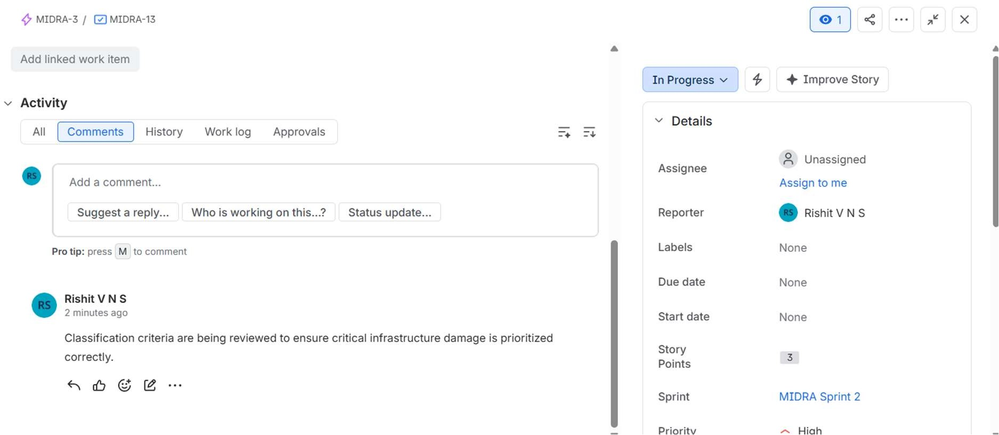 MIDRA-3 / MIDRA-13
1
Add linked work item
Activity
All Comments History Work log Approvals
RS
Add a comment...
Suggest a reply... Who is working on this...? Status update...
Pro tip: press M to comment
RS
Rishit V N S
2 minutes ago
Classification criteria are being reviewed to ensure critical infrastructure damage is prioritized
correctly.
In Progress
Improve Story
Details
Assignee
Unassigned
Assign to me
Reporter
RS
Rishit V N S
Labels
None
Due date
None
Start date
None
Story
Points
3
Sprint
MIDRA Sprint 2
Priority
High